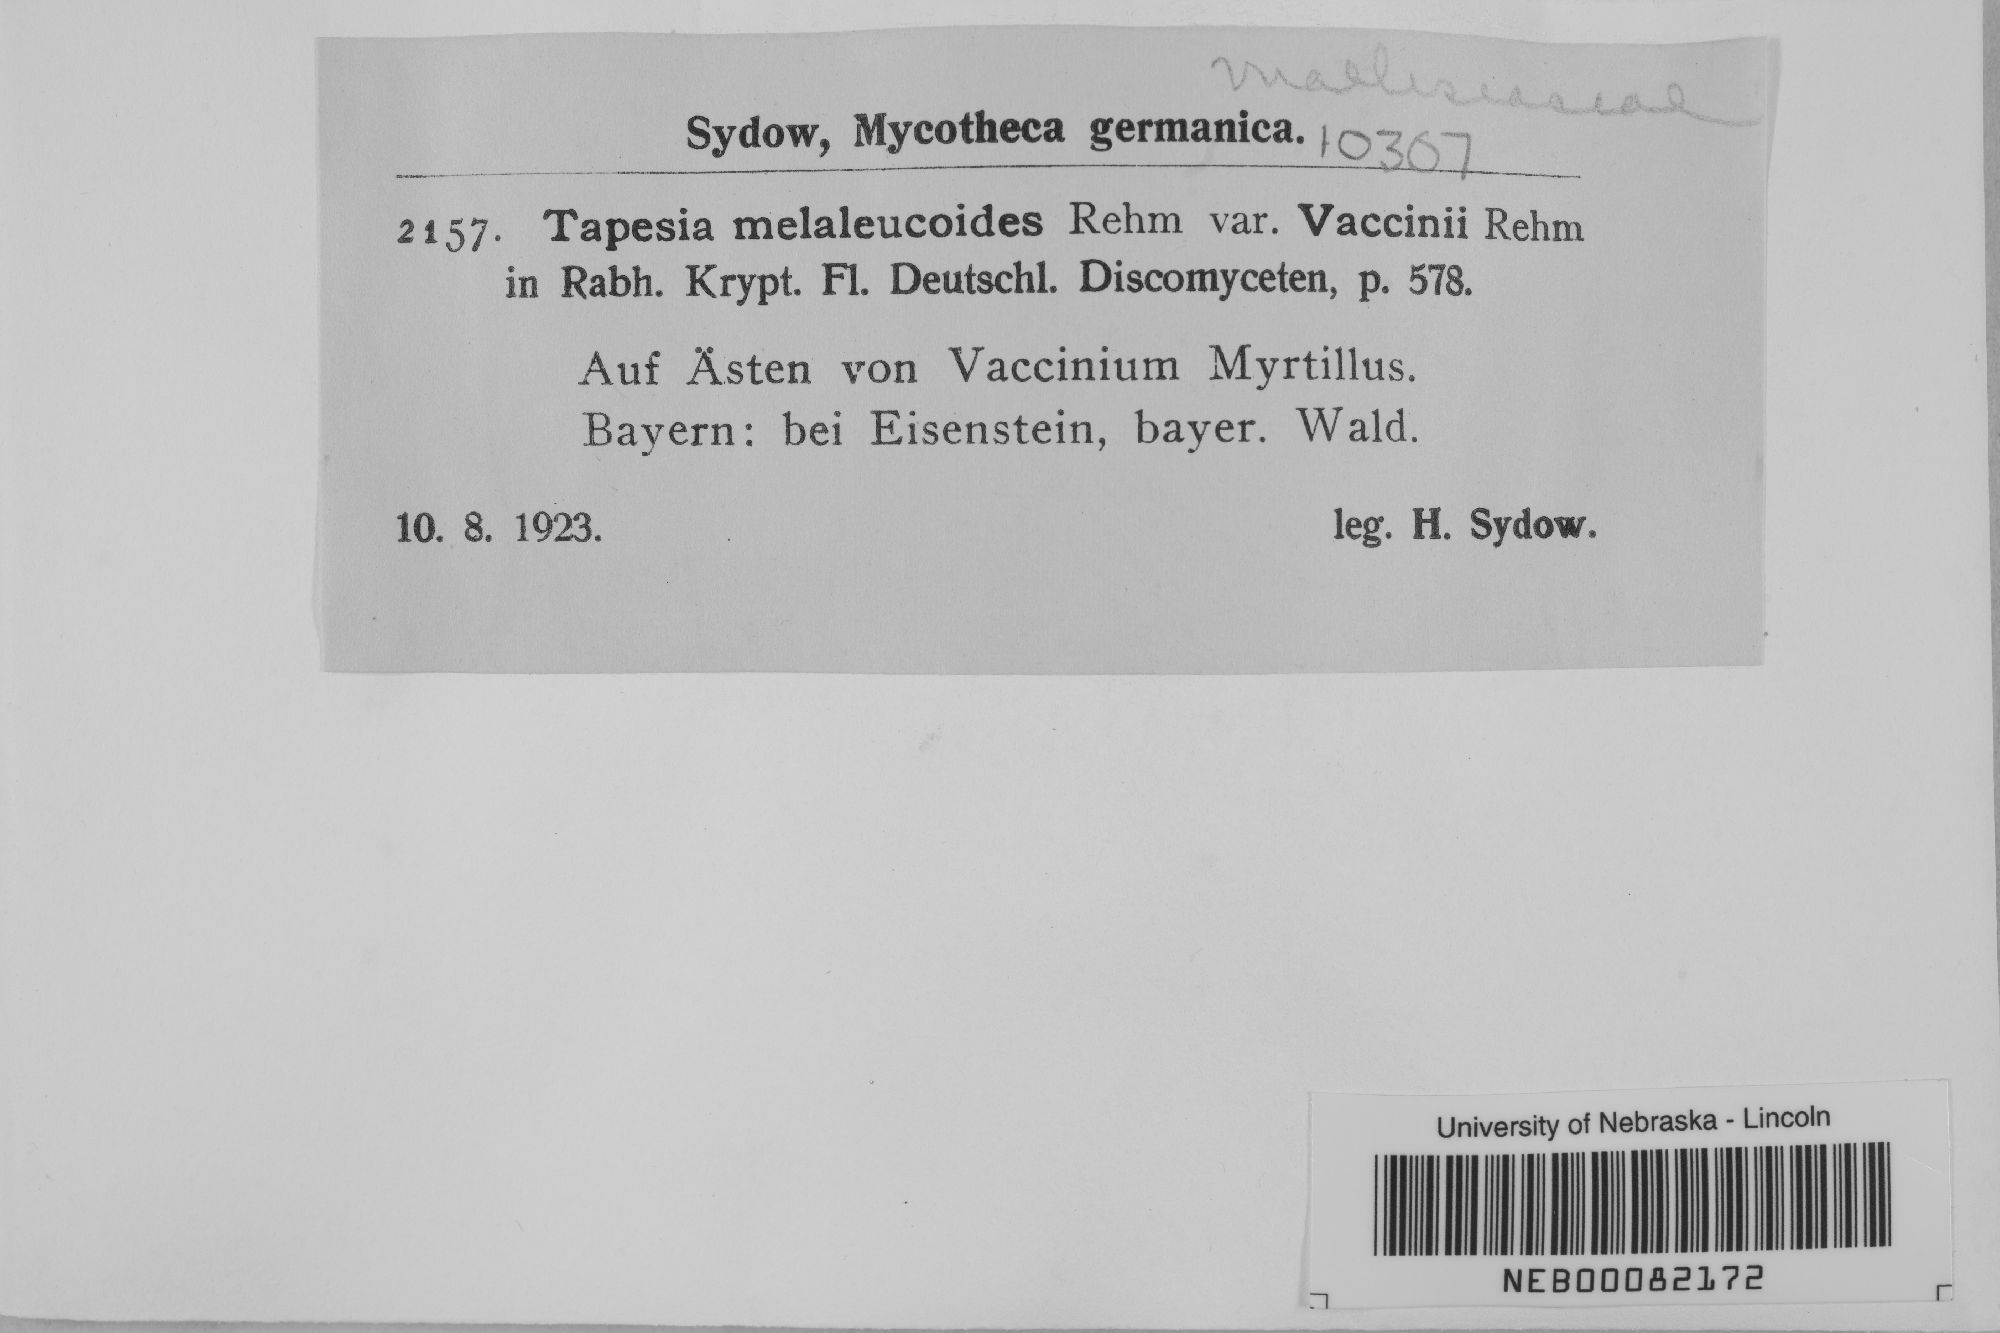 Mollisiaceae
Sydow, Mycotheca germanica. 10367
2157. Tapesia melaleucoides Rehm var. Vaccinii Rehm
in Rabh. Krypt. Fl. Deutschl. Discomyceten, p. 578.
Auf Ästen von Vaccinium Myrtillus.
Bayern: bei Eisenstein, bayer. Wald.
10. 8. 1923. leg. H. Sydow.
University of Nebraska - Lincoln
NEB00082172